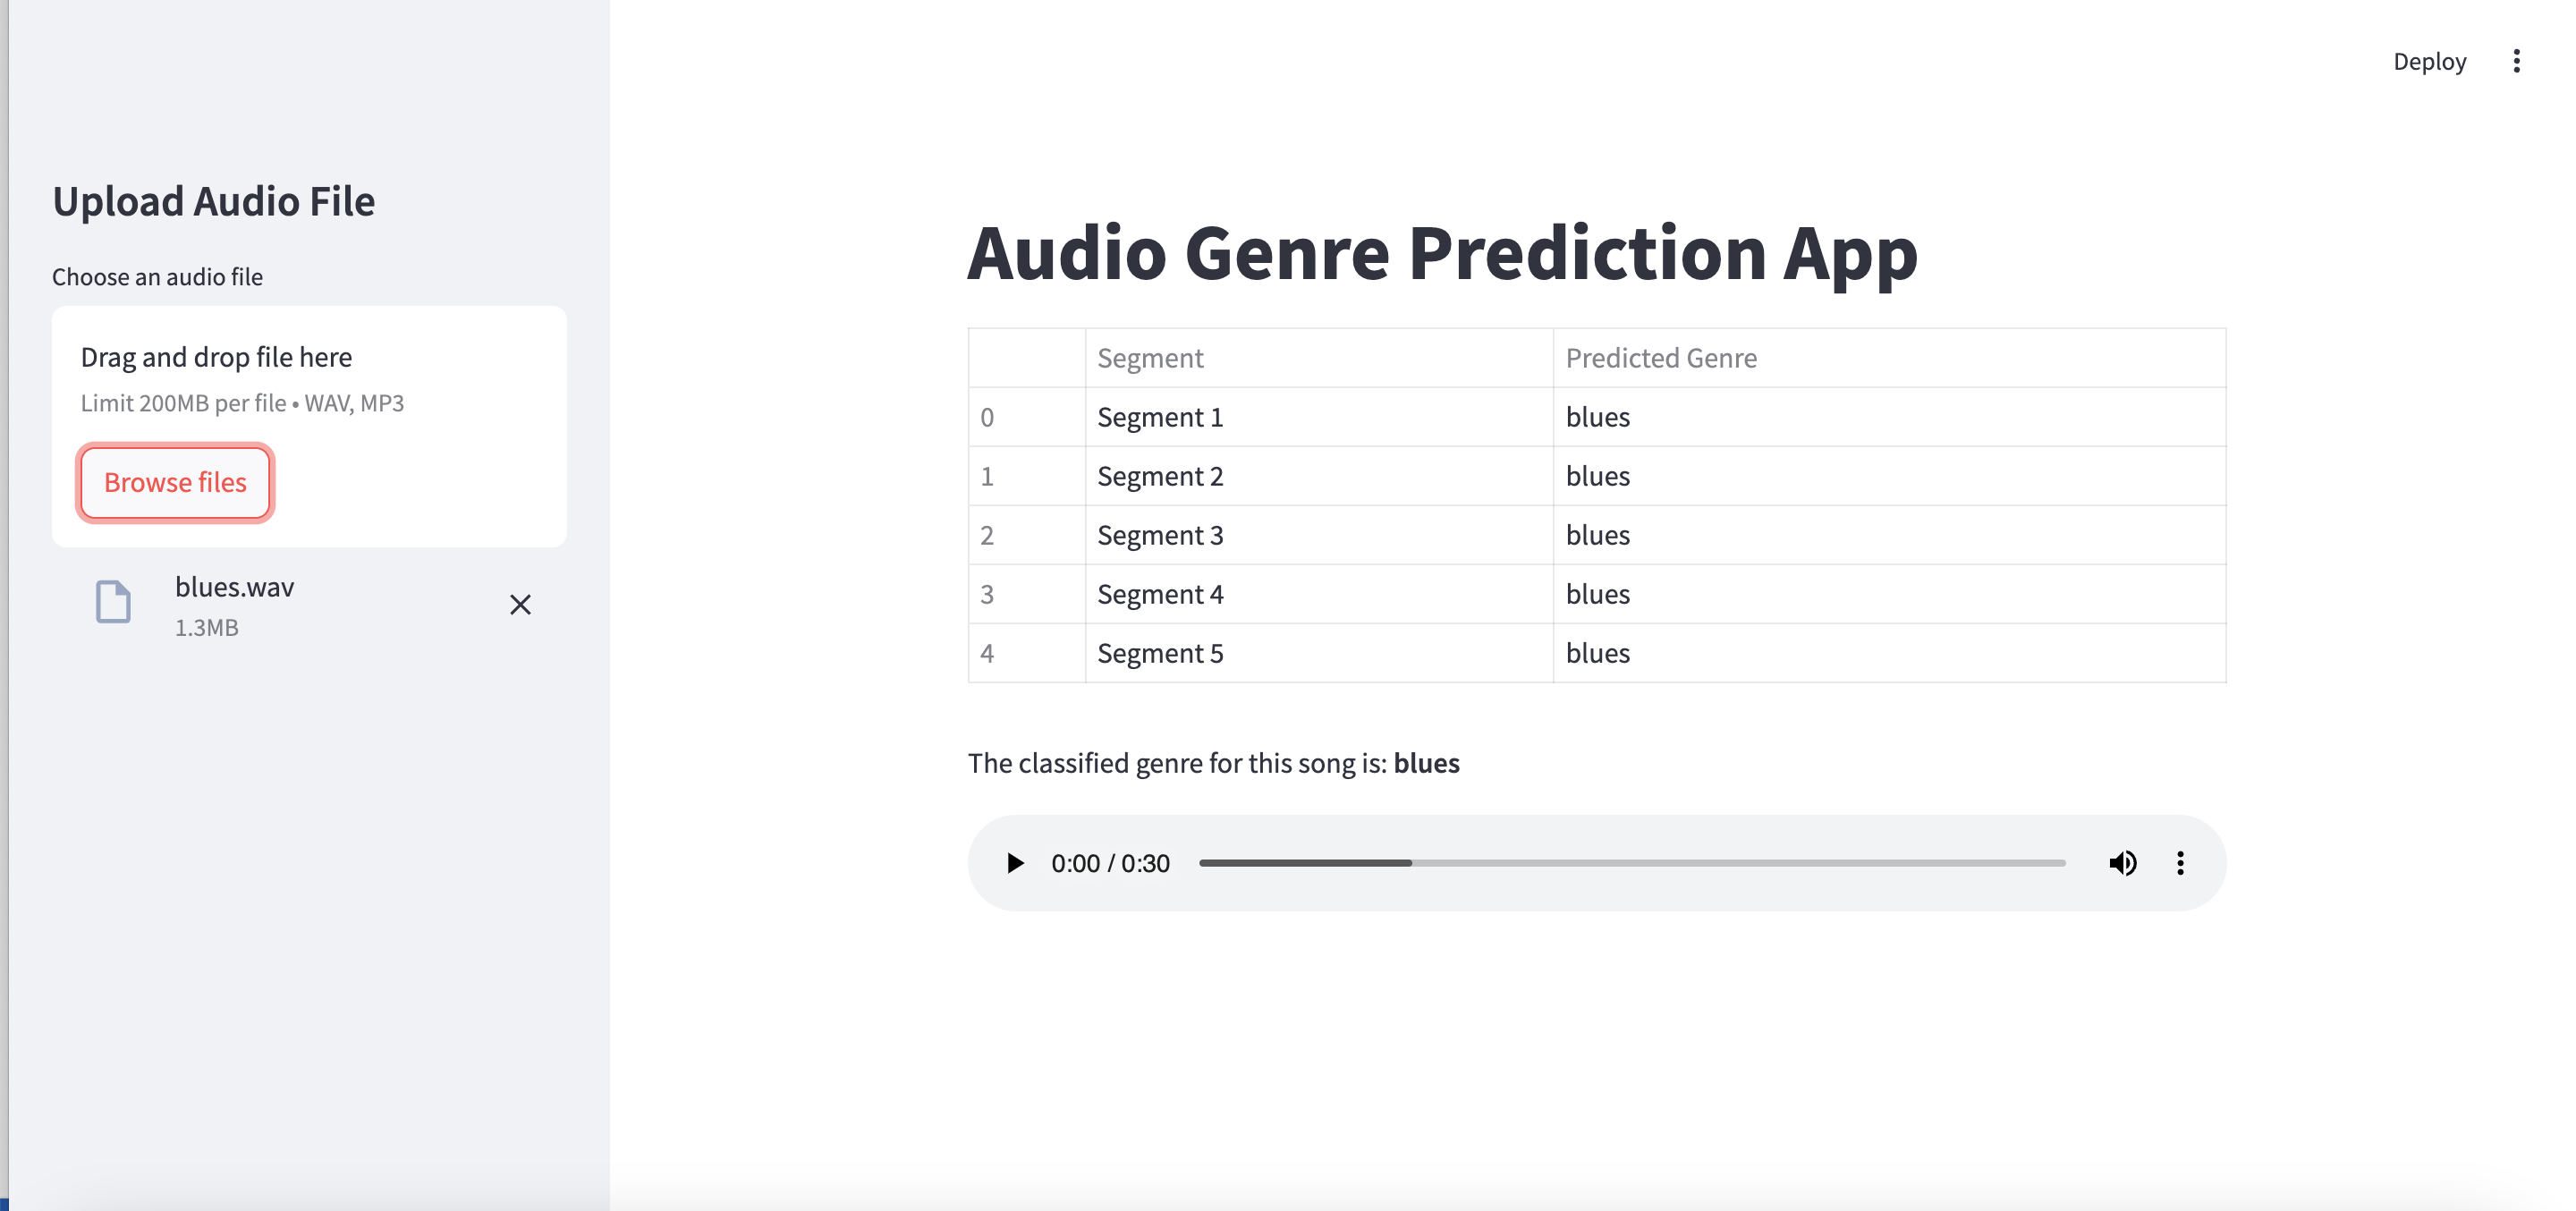 Deploy
Upload Audio File
Choose an audio file
Drag and drop file here
Limit 200MB per file • WAV, MP3
Browse files
blues.wav
1.3MB
Audio Genre Prediction App
Segment Predicted Genre
0 Segment 1 blues
1 Segment 2 blues
2 Segment 3 blues
3 Segment 4 blues
4 Segment 5 blues
The classified genre for this song is: blues
0:00 / 0:30